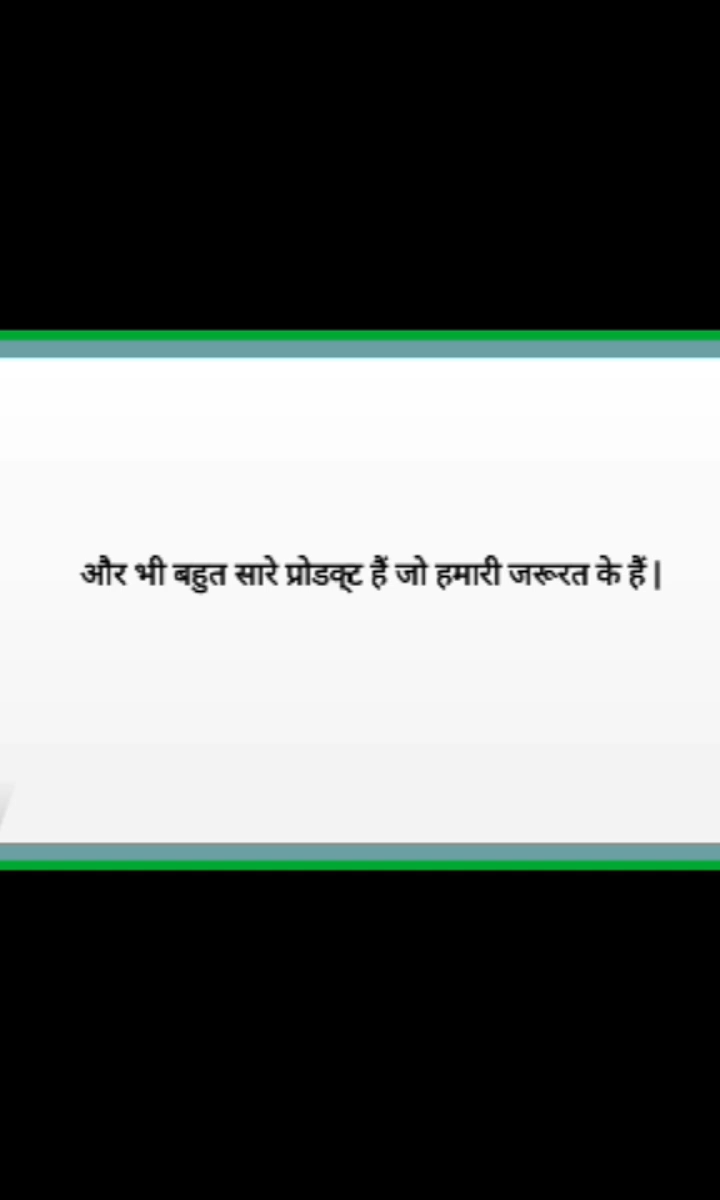 और भी बहुत सारे प्रोडक्ट हैं जो हमारी जरूरत के हैं |